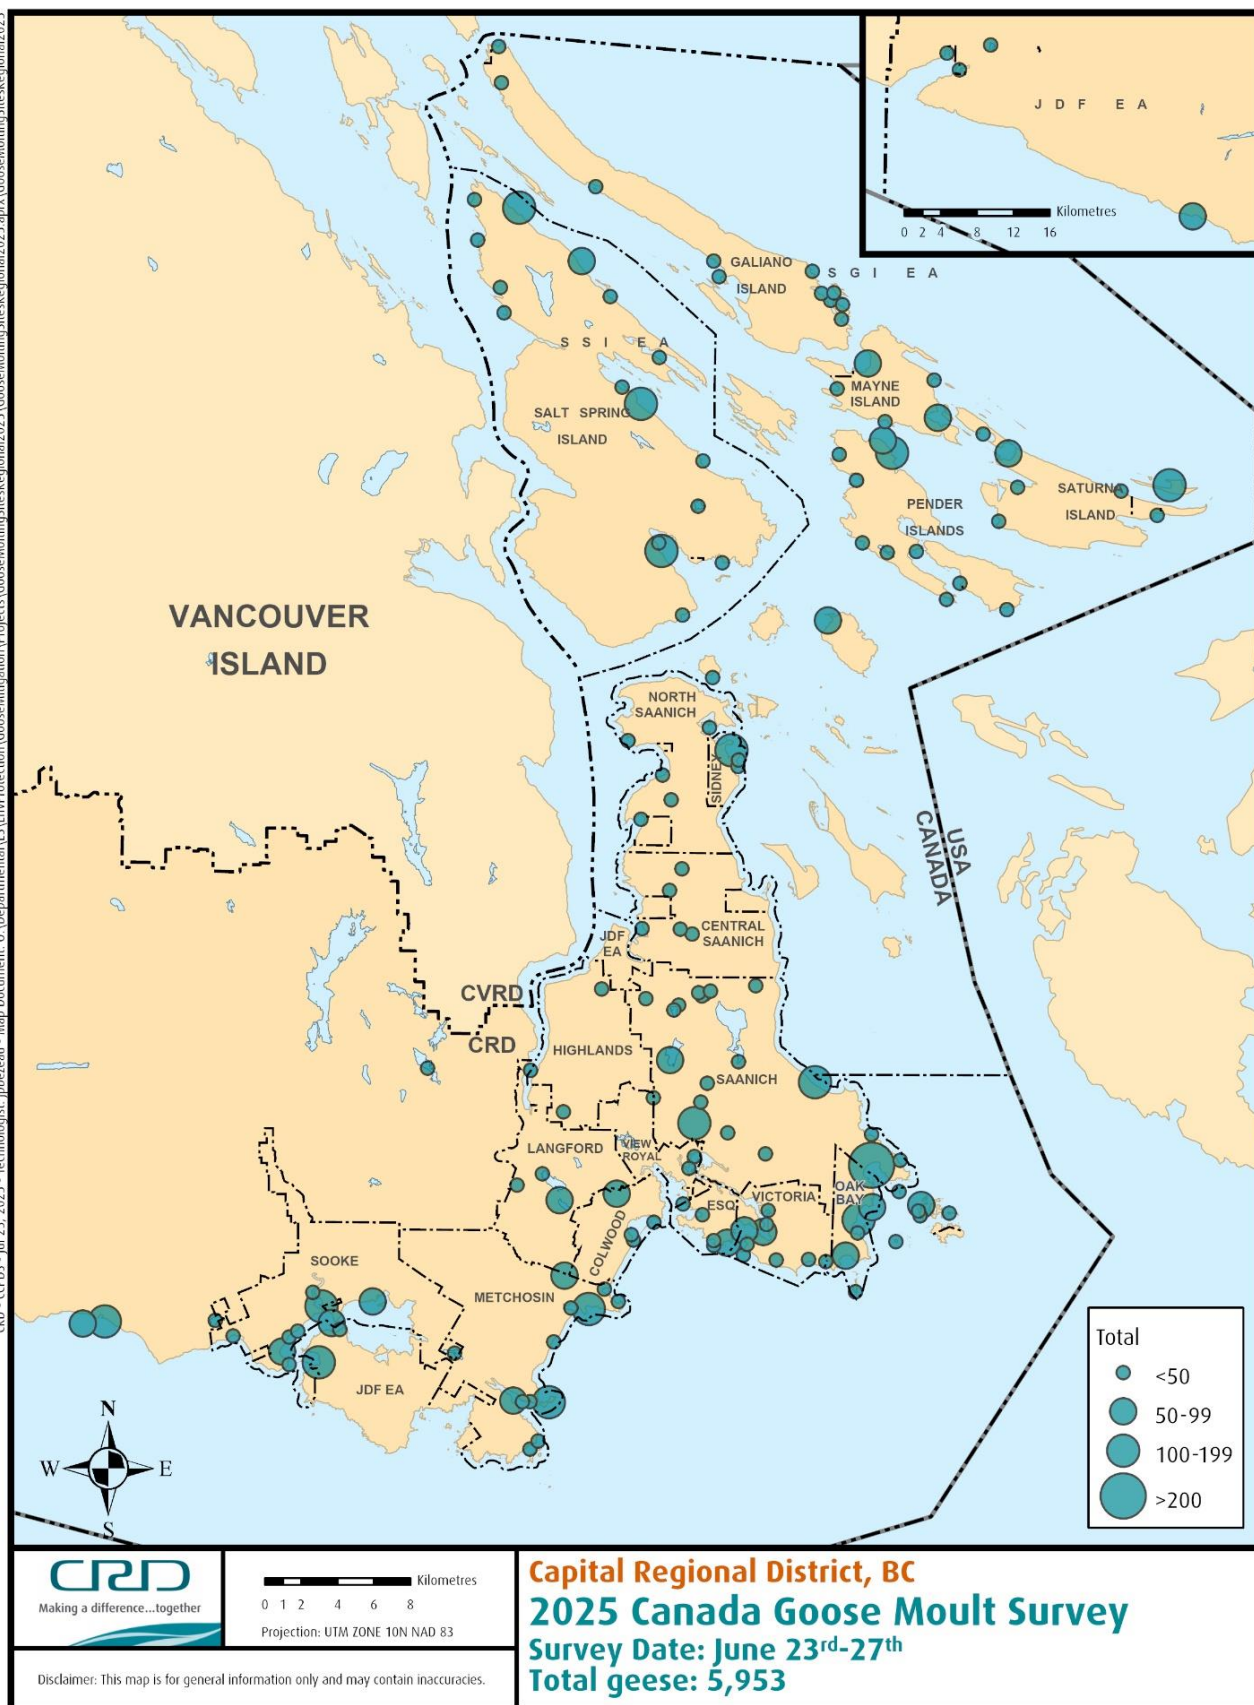 J D F E A
Kilometres
0 2 4 8 12 16
GALIANO
ISLAND
S G I E A
S S I E A
MAYNE
ISLAND
SALT SPRING
ISLAND
SATURNA
ISLAND
PENDER
ISLANDS
VANCOUVER
ISLAND
NORTH
SAANICH
SIDNEY
USA
CANADA
CENTRAL
SAANICH
JDF
EA
CVRD
CRD
HIGHLANDS
SAANICH
LANGFORD
VIEW
ROYAL
OAK
BAY
ESQ
VICTORIA
COLWOOD
SOOKE
METCHOSIN
JDF EA
N
W
E
S
Total
<50
50-99
100-199
>200
CRD
Making a difference...together
Kilometres
0 1 2 4 6 8
Projection: UTM ZONE 10N NAD 83
Disclaimer: This map is for general information only and may contain inaccuracies.
Capital Regional District, BC
2025 Canada Goose Moult Survey
Survey Date: June 23rd-27th
Total geese: 5,953